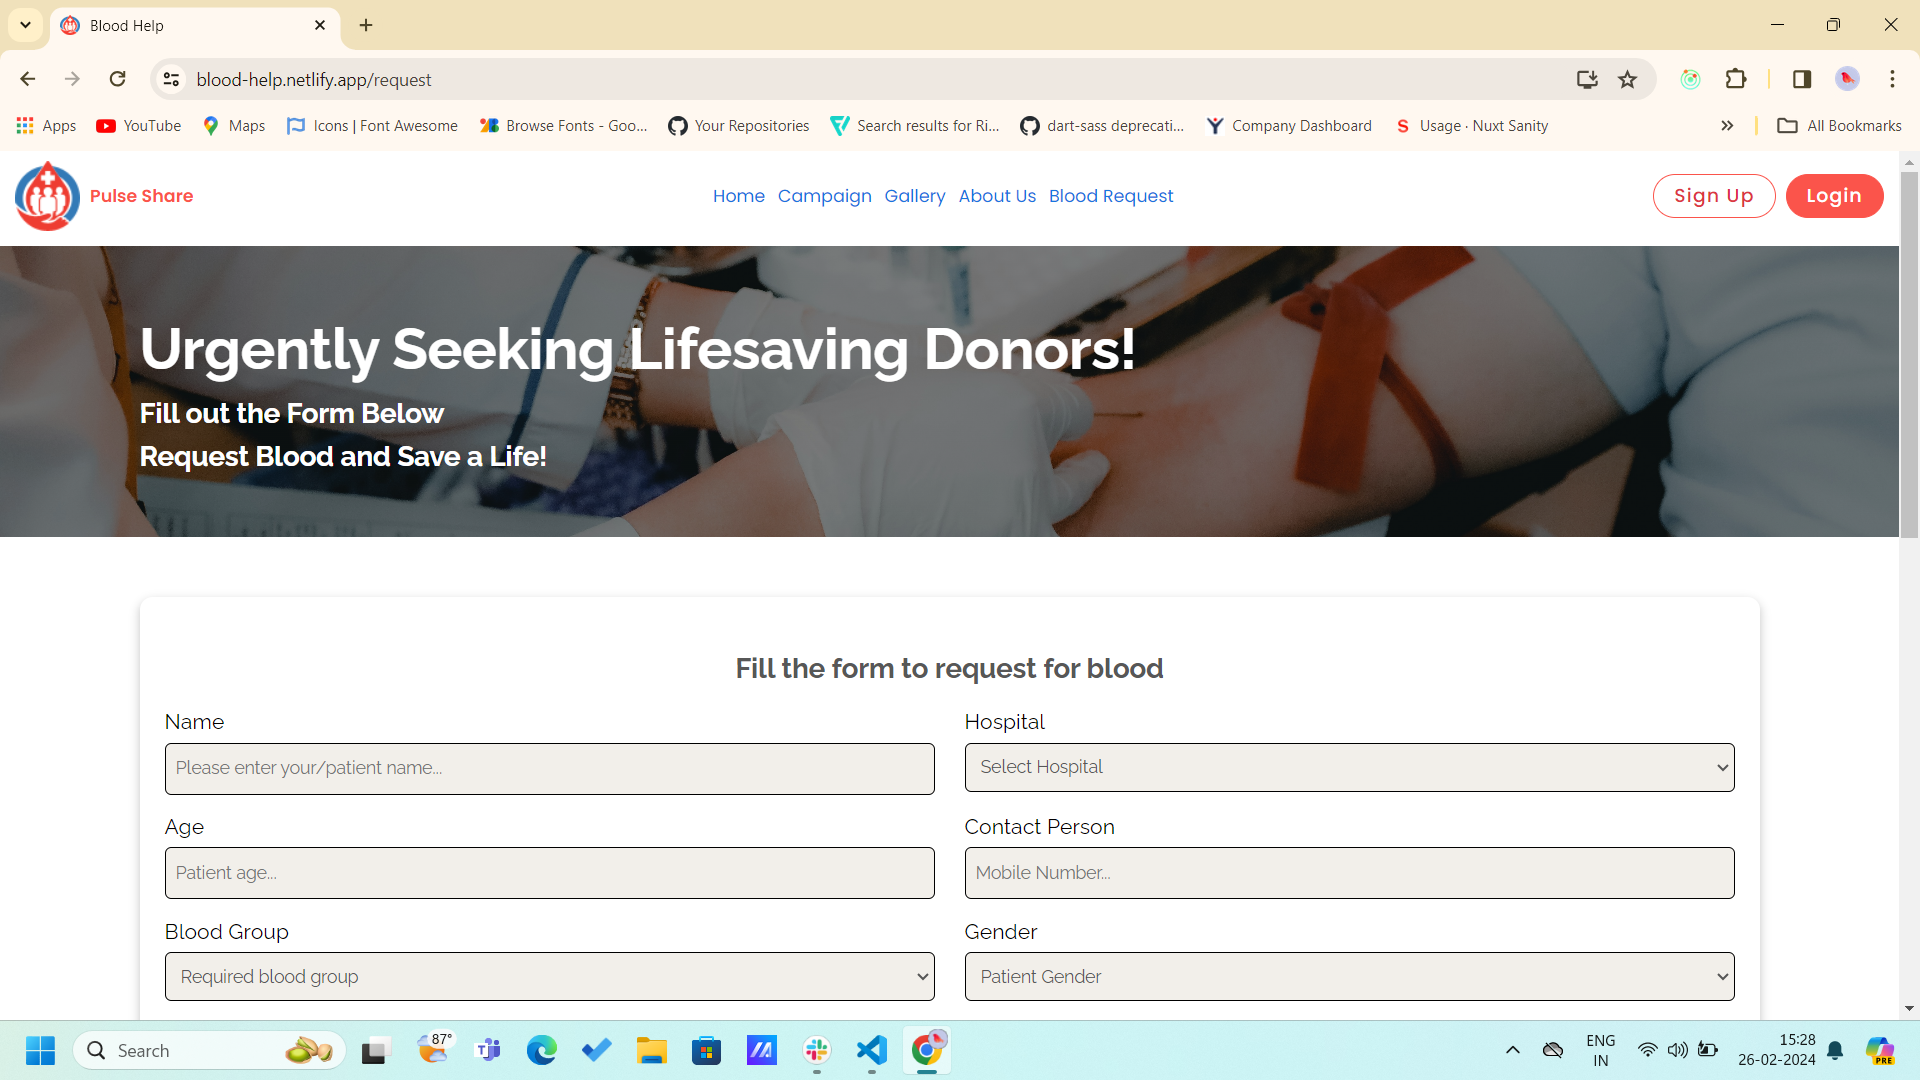 Blood Help
blood-help.netlify.app/request
Apps YouTube Maps Icons | Font Awesome Browse Fonts - Goo... Your Repositories Search results for Ri... dart-sass deprecati... Company Dashboard Usage · Nuxt Sanity » All Bookmarks
Pulse Share Home Campaign Gallery About Us Blood Request Sign Up Login
Urgently Seeking Lifesaving Donors!
Fill out the Form Below
Request Blood and Save a Life!
Fill the form to request for blood
Name Hospital
Please enter your/patient name... Select Hospital
Age Contact Person
Patient age... Mobile Number...
Blood Group Gender
Required blood group Patient Gender
Search 87° ENG 15:28
IN 26-02-2024 PRE